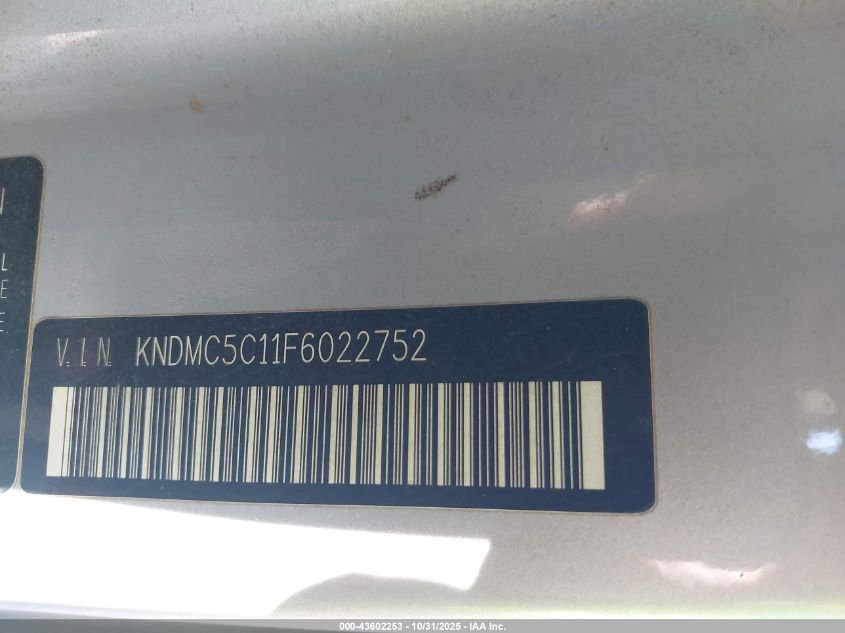 N
L
E
E
V.I.N. KNDMC5C11F6022752
000-43602253 - 10/31/2025 - IAA Inc.